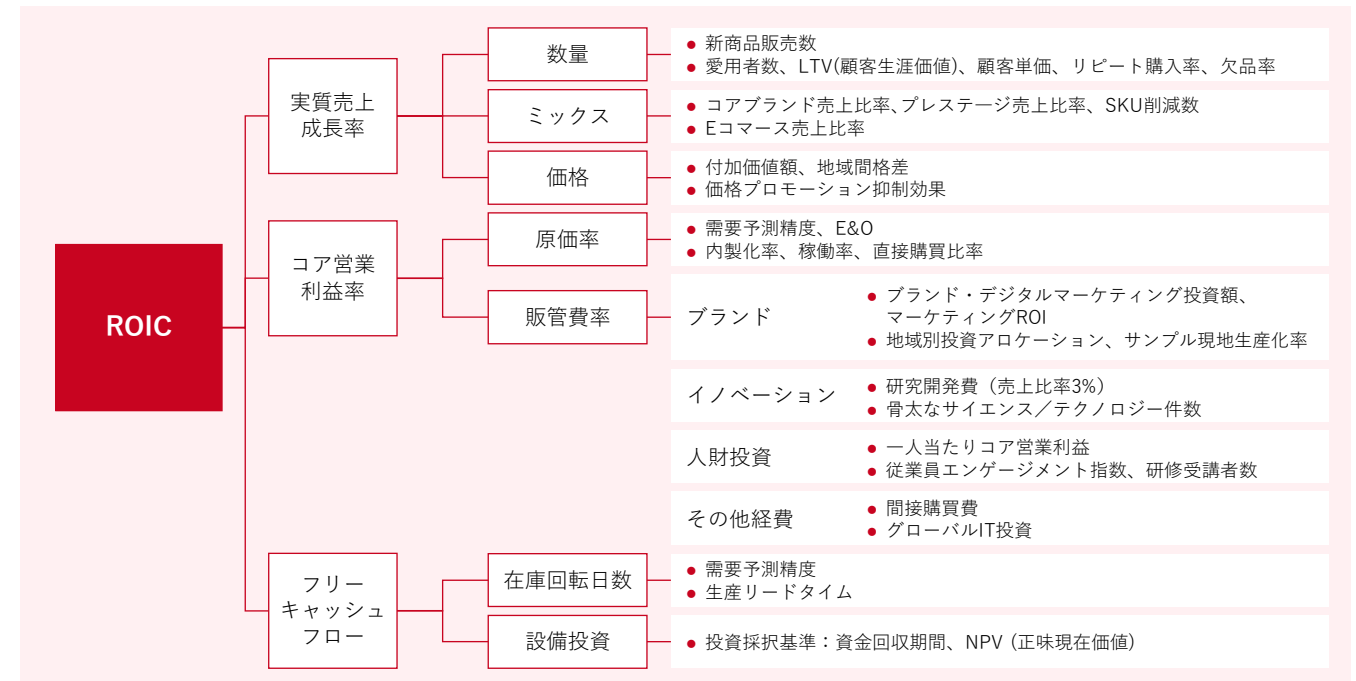 ROIC
実質売上
成長率
数量
● 新商品販売数
● 愛用者数、LTV(顧客生涯価値)、顧客単価、リピート購入率、欠品率
ミックス
● コアブランド売上比率、プレステージ売上比率、SKU削減数
● Eコマース売上比率
価格
● 付加価値額、地域間格差
● 価格プロモーション抑制効果
コア営業
利益率
原価率
● 需要予測精度、E&O
● 内製化率、稼働率、直接購買比率
販管費率
ブランド
● ブランド・デジタルマーケティング投資額、
マーケティングROI
● 地域別投資アロケーション、サンプル現地生産化率
イノベーション
● 研究開発費（売上比率3%）
● 骨太なサイエンス／テクノロジー件数
人財投資
● 一人当たりコア営業利益
● 従業員エンゲージメント指数、研修受講者数
その他経費
● 間接購買費
● グローバルIT投資
フリー
キャッシュ
フロー
在庫回転日数
● 需要予測精度
● 生産リードタイム
設備投資
● 投資採択基準：資金回収期間、NPV (正味現在価値)